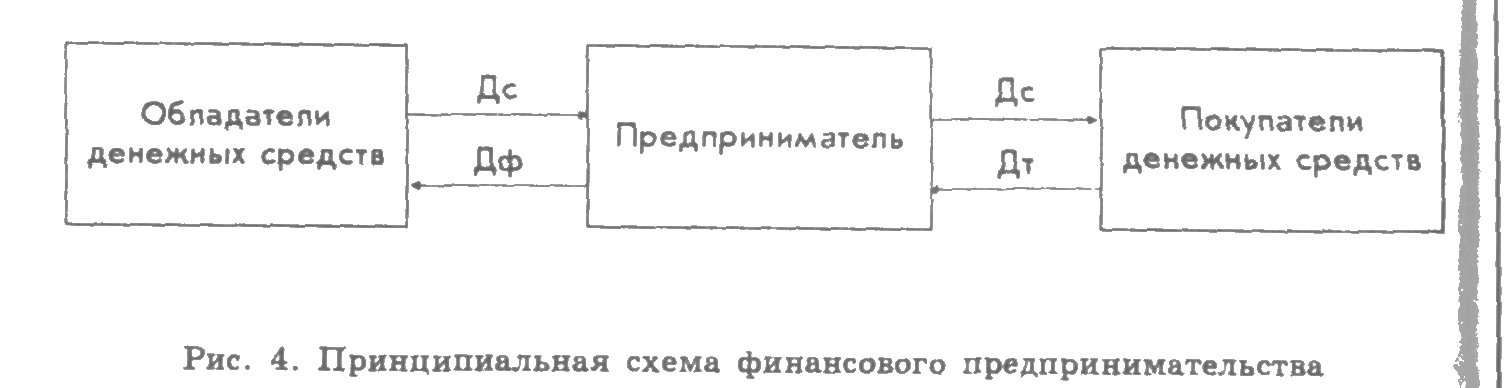 Обладатели
денежных средств
Дс
Дф
Предприниматель
Дс
Дт
Покупатели
денежных средств
Рис. 4. Принципиальная схема финансового предпринимательства